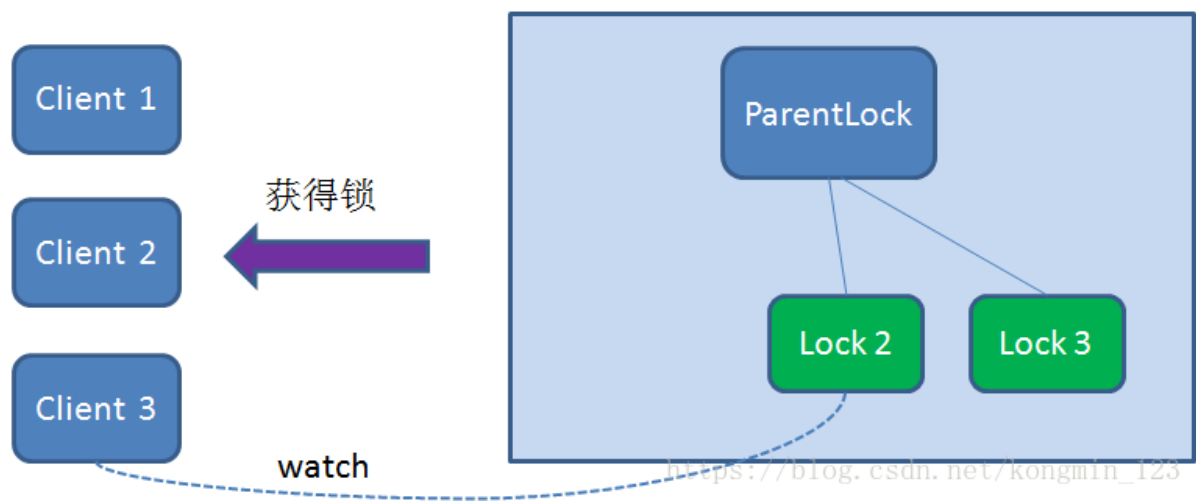 Client 1
ParentLock
获得锁
Client 2
Lock 2
Lock 3
Client 3
watch
https://blog.csdn.net/kongmin_123